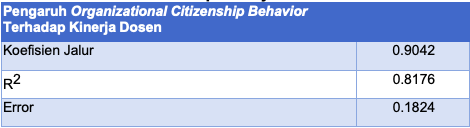 Pengaruh Organizational Citizenship Behavior
Terhadap Kinerja Dosen
Koefisien Jalur 0.9042
R2 0.8176
Error 0.1824